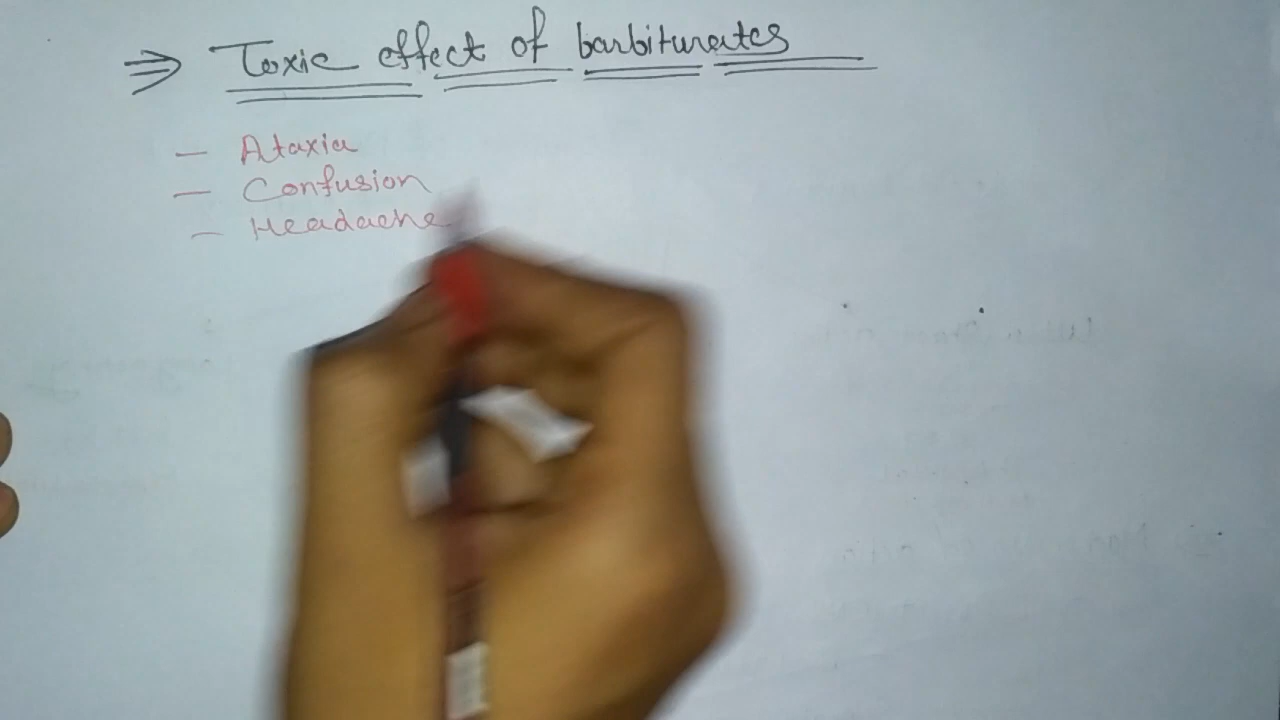 ⇒ Toxic effect of barbiturates
— Ataxia
— Confusion
— Headache